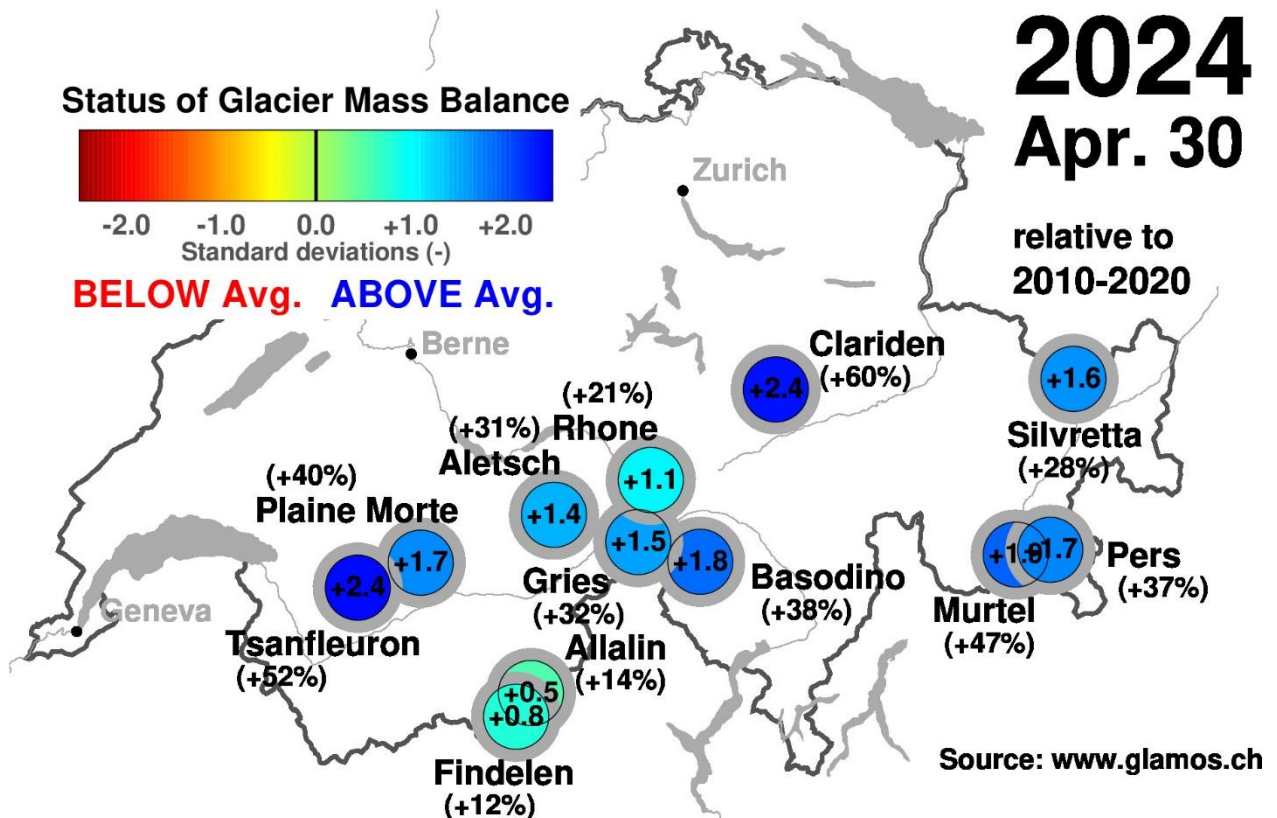 2024
Apr. 30
relative to
2010-2020
Status of Glacier Mass Balance
-2.0 -1.0 0.0 +1.0 +2.0
Standard deviations (-)
BELOW Avg. ABOVE Avg.
Zurich
Berne
Geneva
Clariden
(+60%)
+2.4
+1.6
Silvretta
(+28%)
(+21%)
Rhone
+1.1
(+31%)
Aletsch
+1.4
(+40%)
Plaine Morte
+1.7
+2.4
Tsanfleuron
(+52%)
+1.5
Gries
(+32%)
+1.8
Basodino
(+38%)
+1.9
Murtel
(+47%)
+1.7
Pers
(+37%)
Allalin
(+14%)
+0.5
+0.8
Findelen
(+12%)
Source: www.glamos.ch